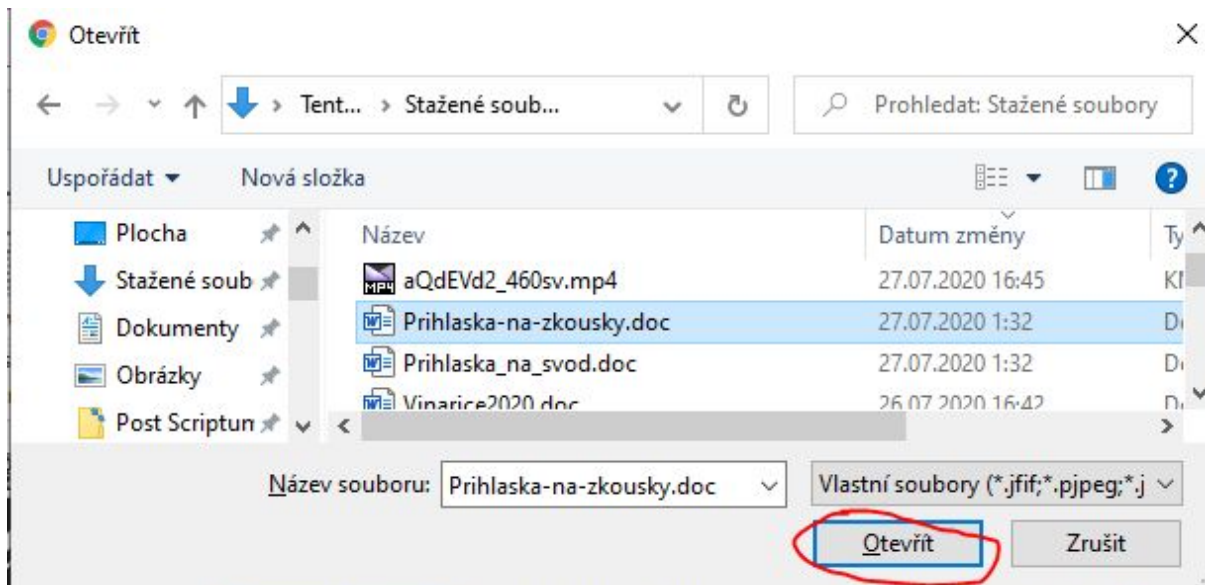 Otevřít
Tent... Stažené soub... Prohledat: Stažené soubory
Uspořádat Nová složka
Plocha Název Datum změny Ty
Stažené soub aQdEVd2_460sv.mp4 27.07.2020 16:45
Dokumenty Prihlaska-na-zkousky.doc 27.07.2020 1:32
Obrázky Prihlaska_na_svod.doc 27.07.2020 1:32
Post Scriptun Vinarice2020.doc 26.07.2020 16:42
Název souboru: Prihlaska-na-zkousky.doc Vlastní soubory (*.jfif;*.pjpeg;*.j
Otevřít Zrušit